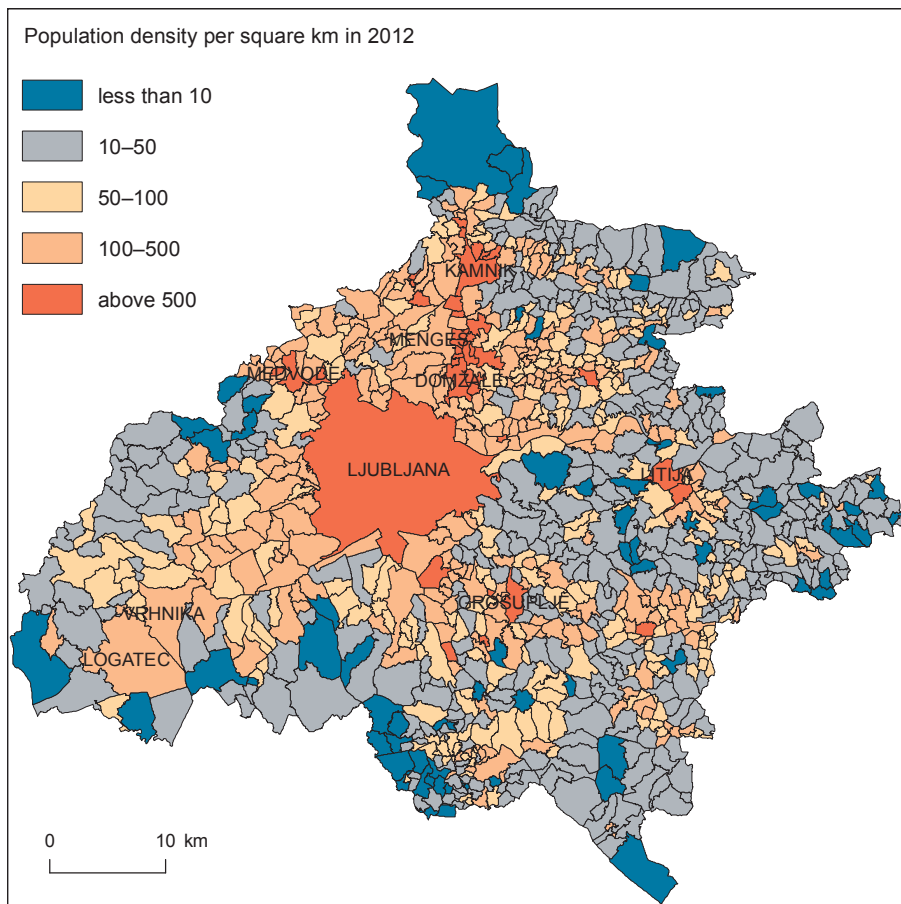 Population density per square km in 2012
less than 10
10–50
50–100
100–500
above 500
KAMNIK
MENGEŠ
MEDVODE
DOMŽALE
LJUBLJANA
LITIJA
GROSUPLJE
VRHNIKA
LOGATEC
0 10 km